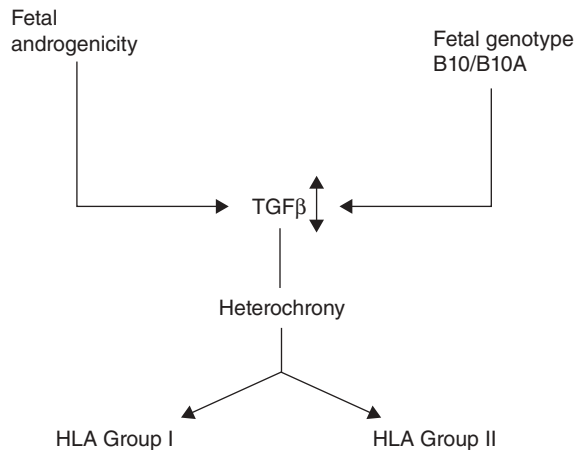 Fetal
androgenicity
Fetal genotype
B10/B10A
TGFβ
Heterochrony
HLA Group I
HLA Group II